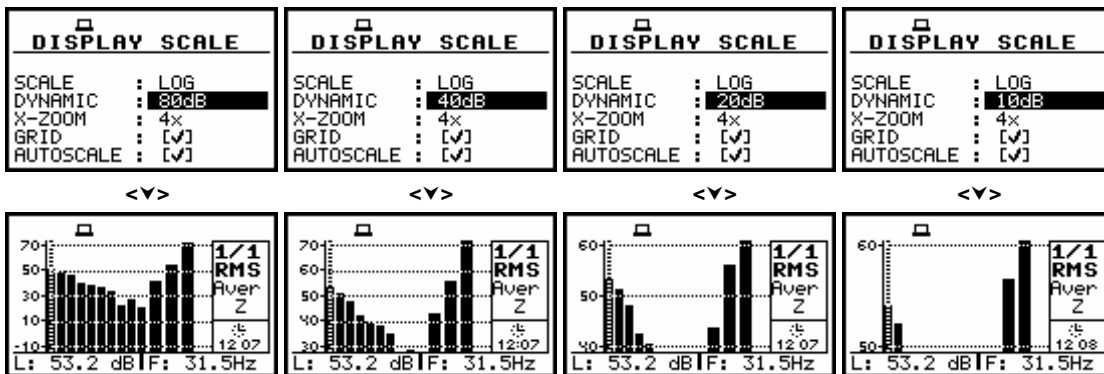 DISPLAY SCALE
SCALE : LOG
DYNAMIC : 80dB
X-ZOOM : 4x
GRID : [✓]
AUTOSCALE : [✓]
DISPLAY SCALE
SCALE : LOG
DYNAMIC : 40dB
X-ZOOM : 4x
GRID : [✓]
AUTOSCALE : [✓]
DISPLAY SCALE
SCALE : LOG
DYNAMIC : 20dB
X-ZOOM : 4x
GRID : [✓]
AUTOSCALE : [✓]
DISPLAY SCALE
SCALE : LOG
DYNAMIC : 10dB
X-ZOOM : 4x
GRID : [✓]
AUTOSCALE : [✓]
<▼>
<▼>
<▼>
<▼>
70
50
30
10
-10
1/1
RMS
Aver
Z
12:07
L: 53.2 dB F: 31.5Hz
70
60
50
40
30
1/1
RMS
Aver
Z
12:07
L: 53.2 dB F: 31.5Hz
60
50
40
1/1
RMS
Aver
Z
12:07
L: 53.2 dB F: 31.5Hz
60
50
1/1
RMS
Aver
Z
12:08
L: 53.2 dB F: 31.5Hz